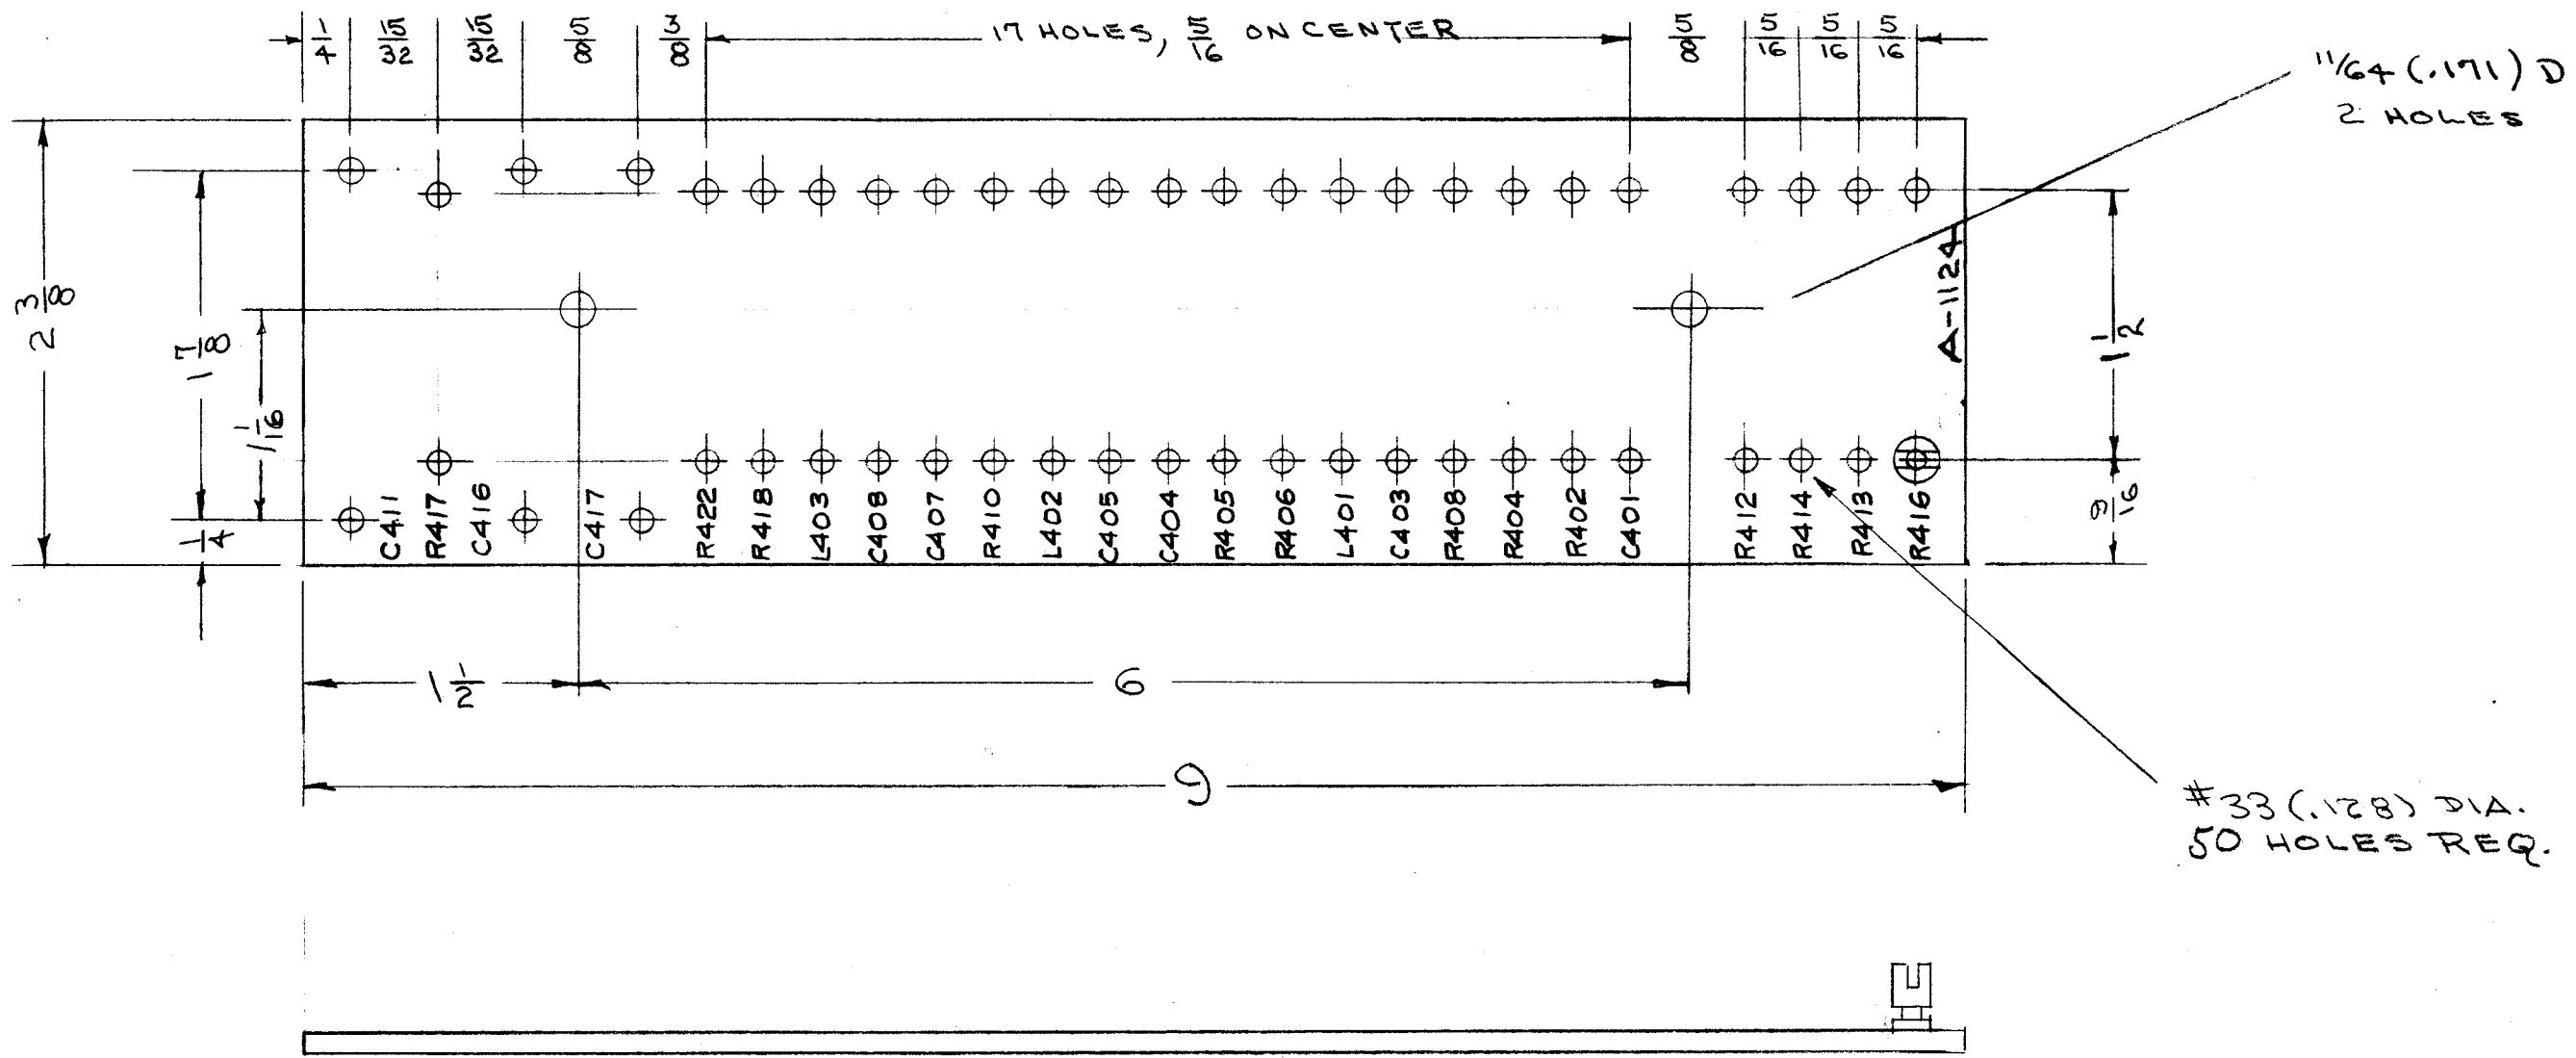 1/4 15/32 15/32 5/8 3/8 17 HOLES, 5/16 ON CENTER 5/8 5/16 5/16 5/16
11/64 (.171) D
2 HOLES
2 3/8
1 7/8
1 1/16
1/4
A-1124
1 1/2
9/16
C411 R417 C416 C417 R422 R418 L403 C408 C407 R410 L402 C405 C404 R405 R406 L401 C403 R408 R404 R402 C401 R412 R414 R413 R416
1 1/2 6
9
#33 (.128) DIA.
50 HOLES REQ.